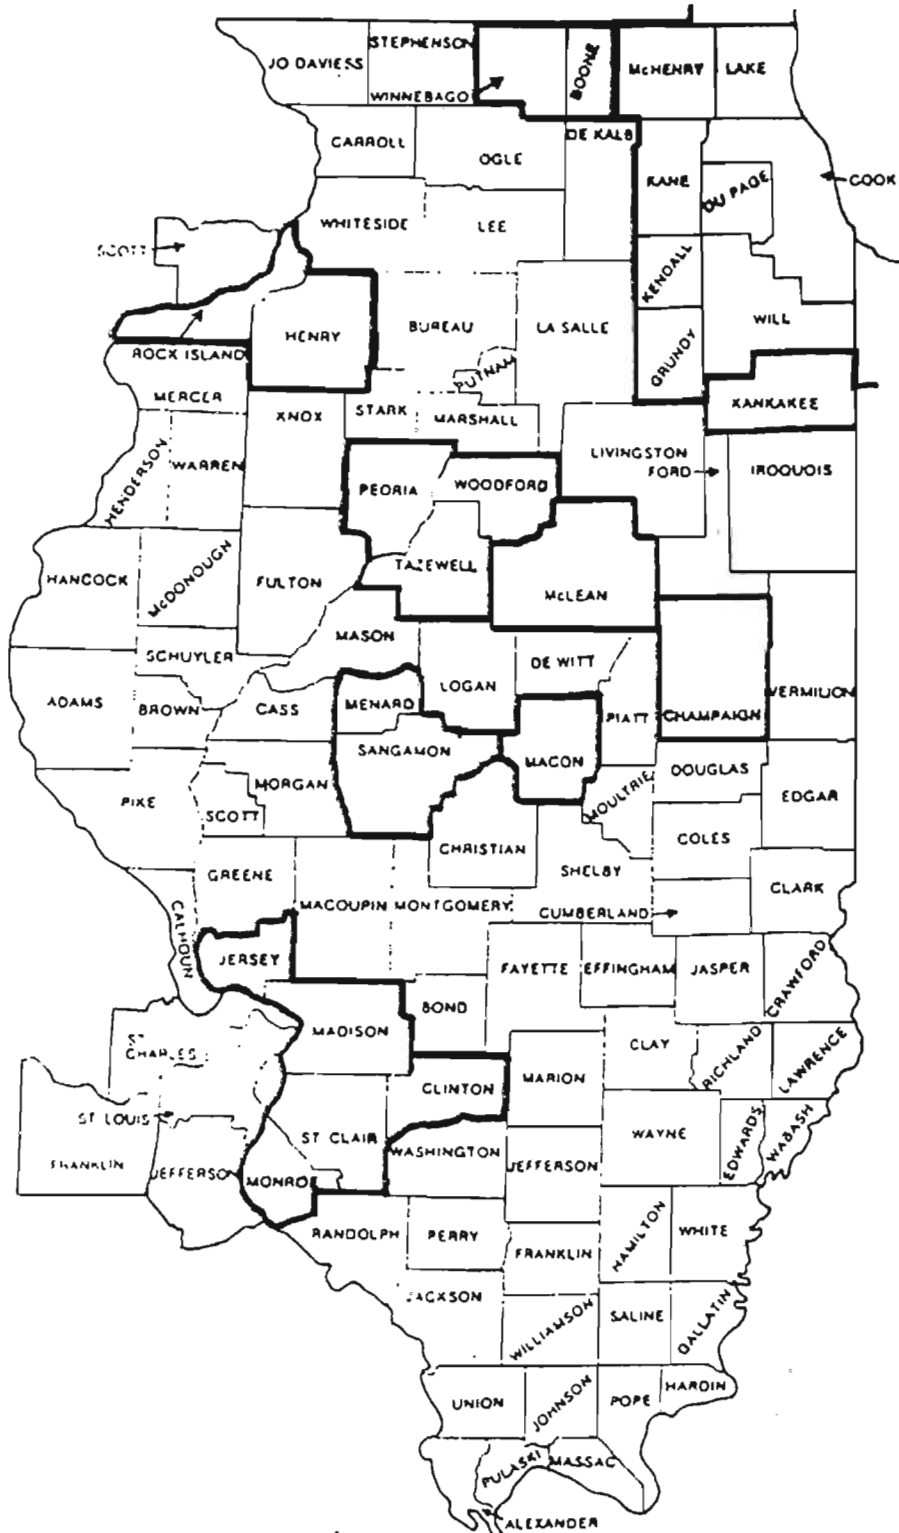 STEPHENSON
JO DAVIESS
WINNEBAGO
BOONE
McHENRY
LAKE
CARROLL
OGLE
DE KALB
KANE
DU PAGE
COOK
WHITESIDE
LEE
SCOTT
KENDALL
HENRY
BUREAU
LA SALLE
WILL
ROCK ISLAND
GRUNDY
PUTNAM
MERCER
KNOX
STARK
MARSHALL
KANKAKEE
HENDERSON
WARREN
PEORIA
WOODFORD
LIVINGSTON
FORD
IROQUOIS
HANCOCK
McDONOUGH
FULTON
TAZEWELL
McLEAN
MASON
SCHUYLER
LOGAN
DE WITT
ADAMS
BROWN
CASS
MENARD
PIATT
CHAMPAIGN
VERMILION
SANGAMON
MACON
PIKE
SCOTT
MORGAN
MOULTRIE
DOUGLAS
EDGAR
CHRISTIAN
COLES
GREENE
SHELBY
CLARK
MACOUPIN
MONTGOMERY
CUMBERLAND
CALHOUN
JERSEY
FAYETTE
EFFINGHAM
JASPER
CRAWFORD
MADISON
BOND
ST
CHARLES
CLAY
RICHLAND
LAWRENCE
CLINTON
MARION
ST LOUIS
ST CLAIR
WAYNE
EDWARDS
WABASH
FRANKLIN
JEFFERSO
MONROE
WASHINGTON
JEFFERSON
RANDOLPH
PERRY
FRANKLIN
HAMILTON
WHITE
JACKSON
WILLIAMSON
SALINE
GALLATIN
UNION
JOHNSON
POPE
HARDIN
PULASKI
MASSAC
ALEXANDER